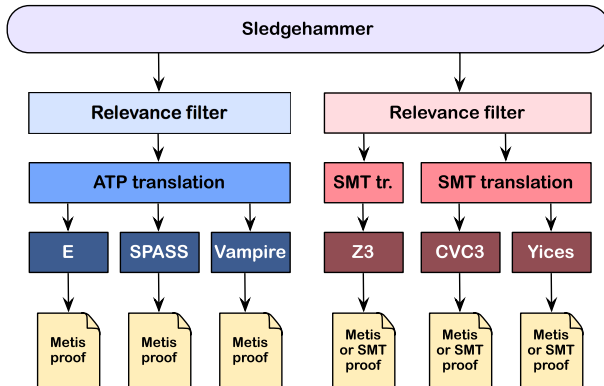 Sledgehammer
Relevance filter
Relevance filter
ATP translation
SMT tr.
SMT translation
E
SPASS
Vampire
Z3
CVC3
Yices
Metis
proof
Metis
proof
Metis
proof
Metis
or SMT
proof
Metis
or SMT
proof
Metis
or SMT
proof